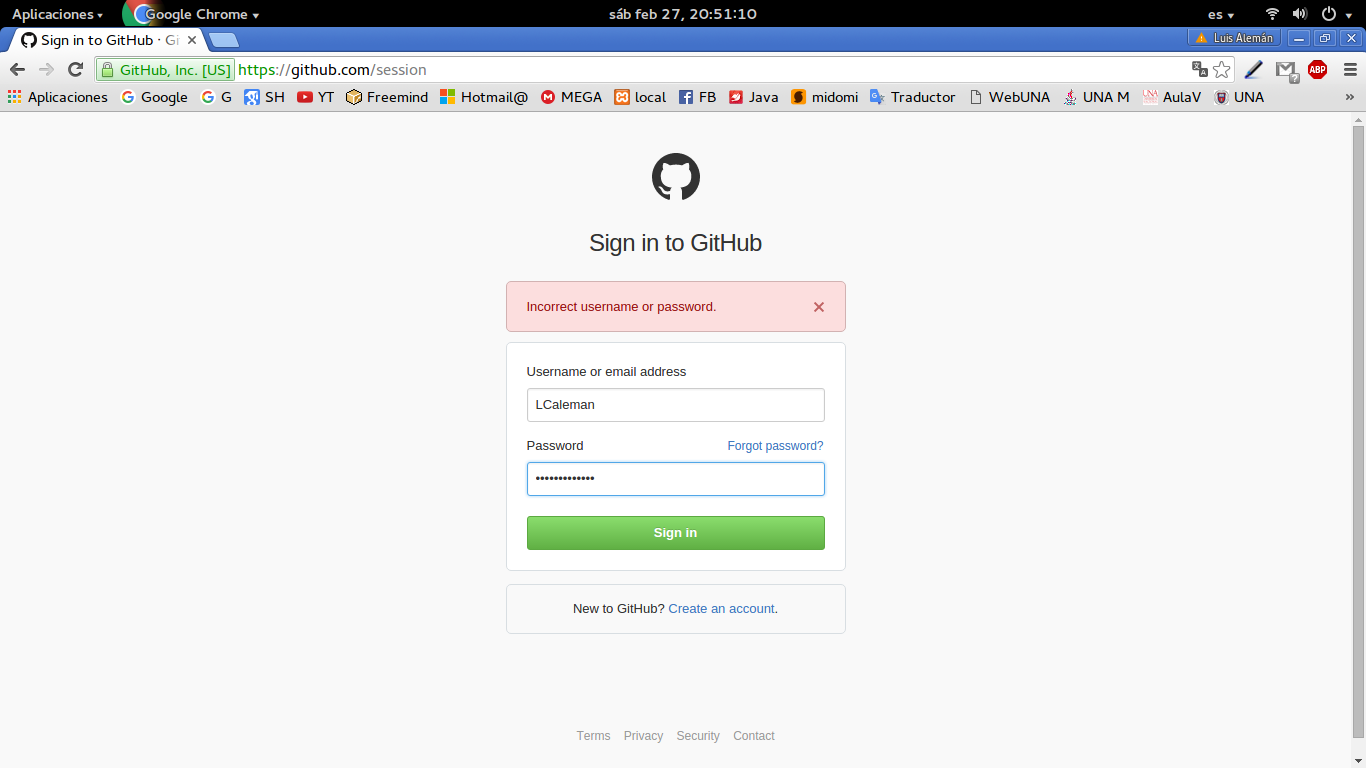 Aplicaciones Google Chrome sáb feb 27, 20:51:10 es
Sign in to GitHub · Gi Luis Alemán
GitHub, Inc. [US] https://github.com/session
Aplicaciones Google G SH YT Freemind Hotmail@ MEGA local FB Java midomi Traductor WebUNA UNA M AulaV UNA »
ABP
Sign in to GitHub
Incorrect username or password.
Username or email address
LCaleman
Password Forgot password?
•••••••••••••
Sign in
New to GitHub? Create an account.
Terms Privacy Security Contact